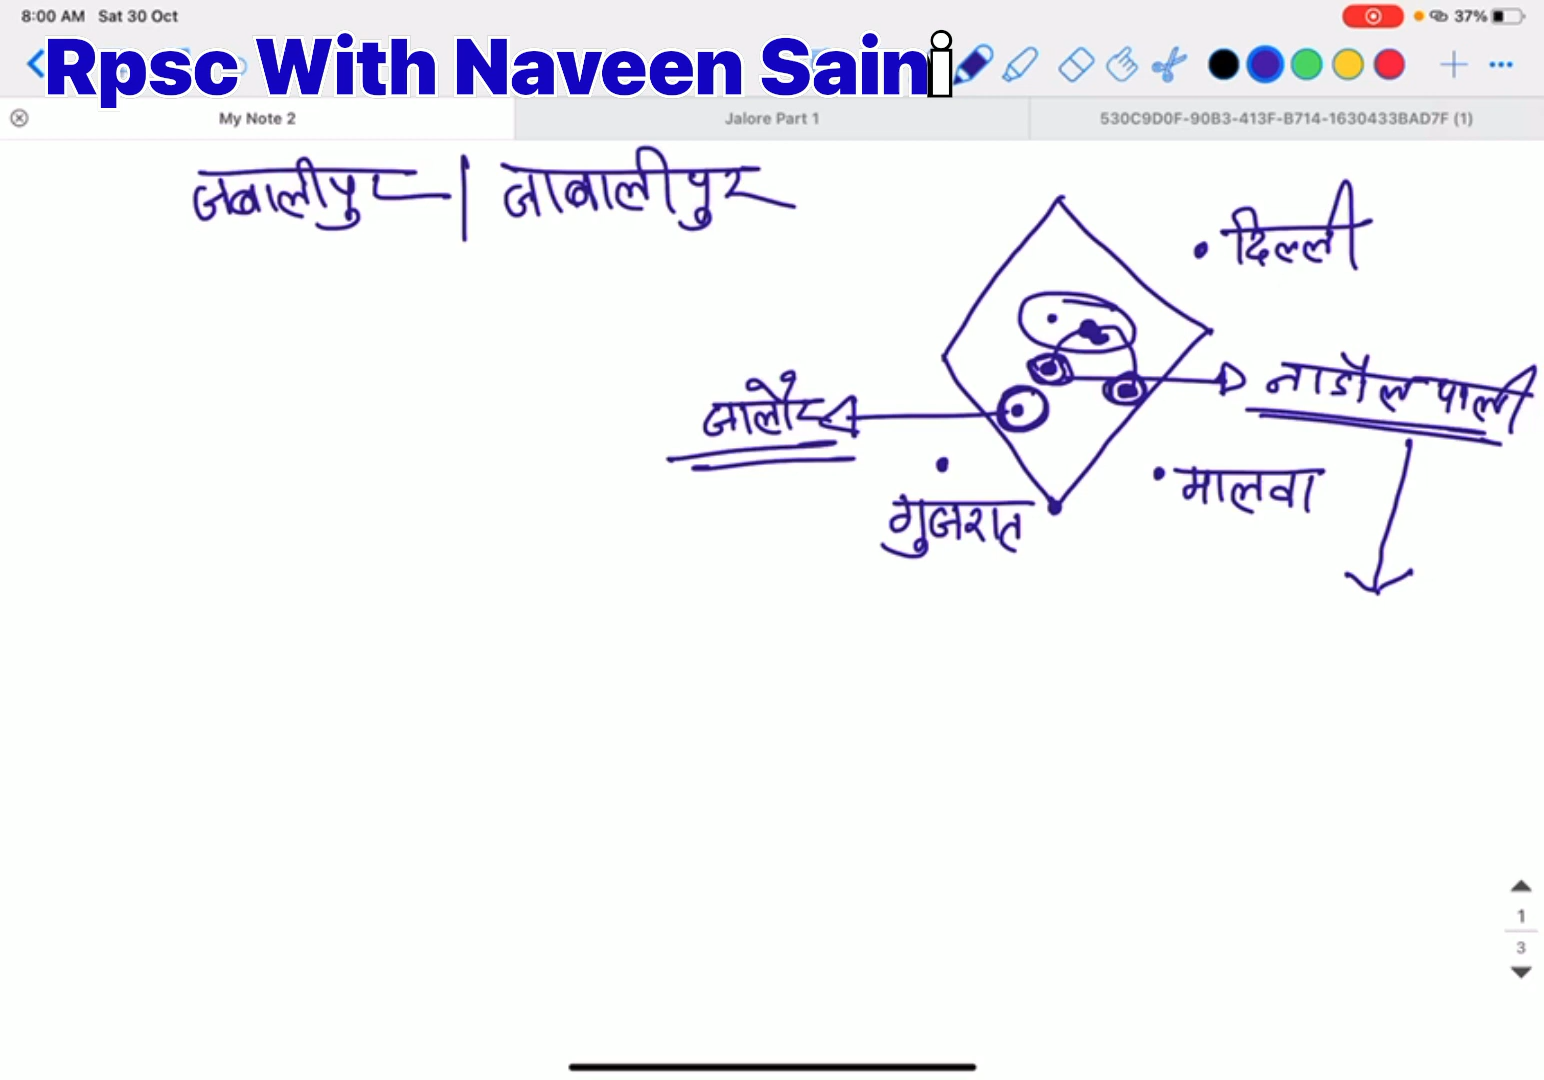 8:00 AM Sat 30 Oct
37%
Rpsc With Naveen Saini
My Note 2
Jalore Part 1
530C9D0F-90B3-413F-B714-1630433BAD7F (1)
जबालीपुर | जाबालीपुर
दिल्ली
जालौर
नाडौल पाली
मालवा
गुजरात
1
3